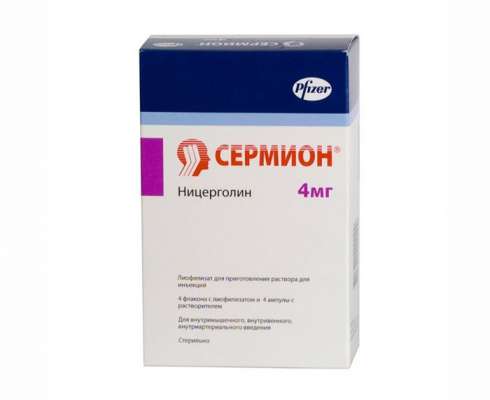 Pfizer
СЕРМИОН®
Ницерголин 4мг
Лиофилизат для приготовления раствора для
инъекций
4 флакона с лиофилизатом и 4 ампулы с
растворителем
Для внутримышечного, внутривенного,
внутриартериального введения
Стерильно